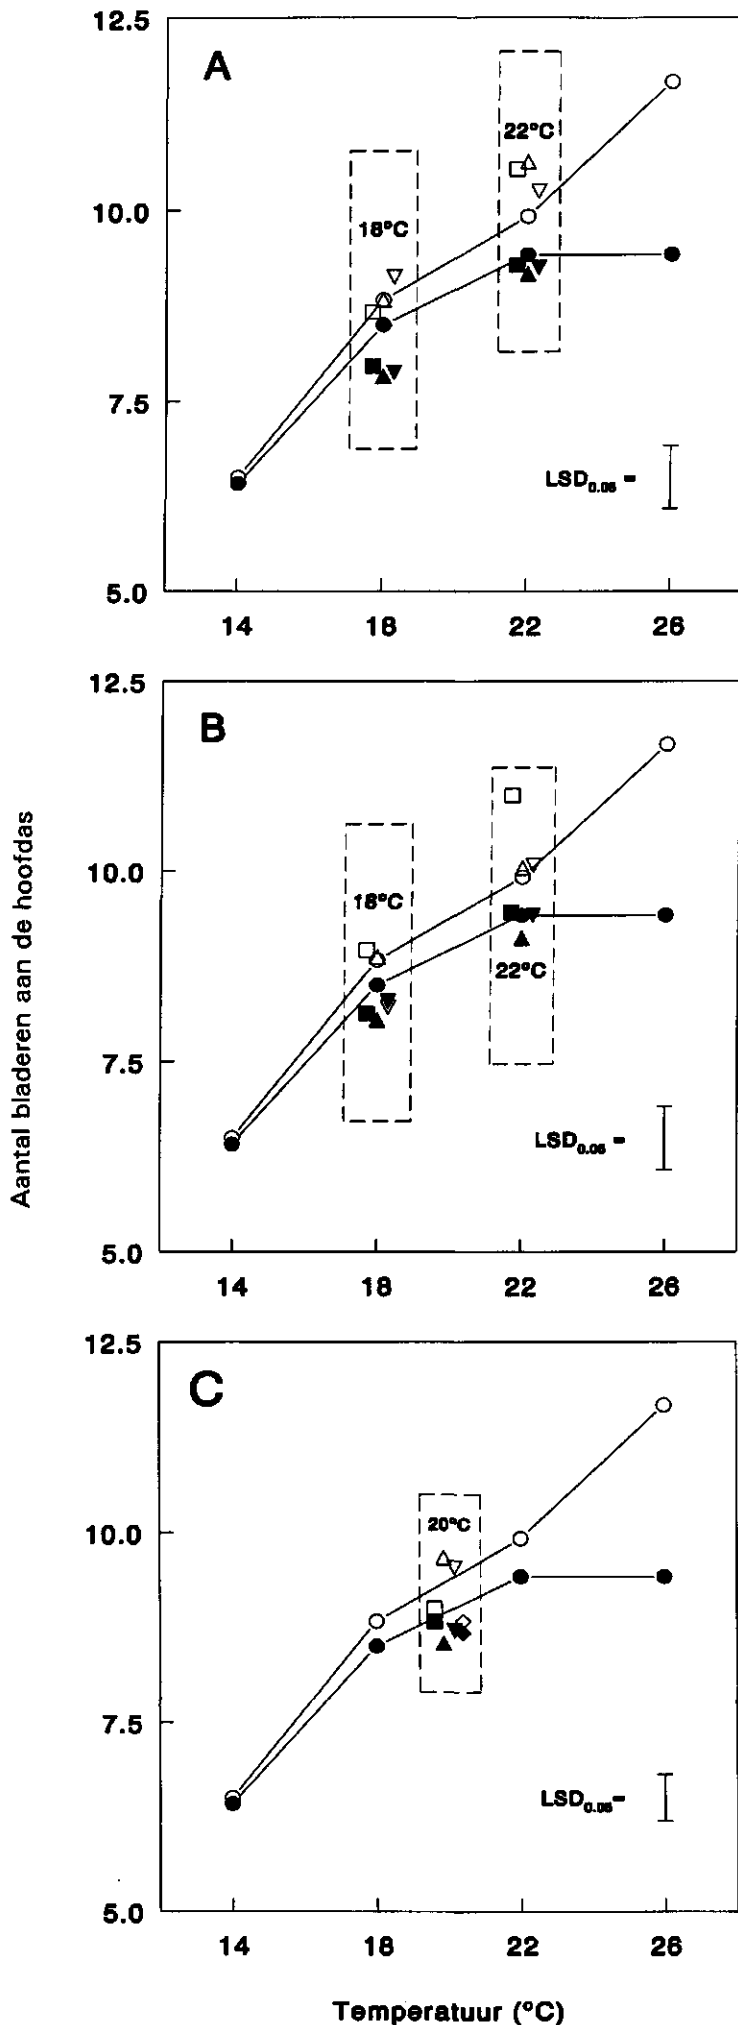 12.5
A
22°C
10.0
18°C
7.5
LSD0.05 =
5.0
14 18 22 26
12.5
B
10.0
18°C
22°C
7.5
LSD0.05 =
5.0
14 18 22 26
Aantal bladeren aan de hoofdas
12.5
C
10.0
20°C
7.5
LSD0.05=
5.0
14 18 22 26
Temperatuur (°C)